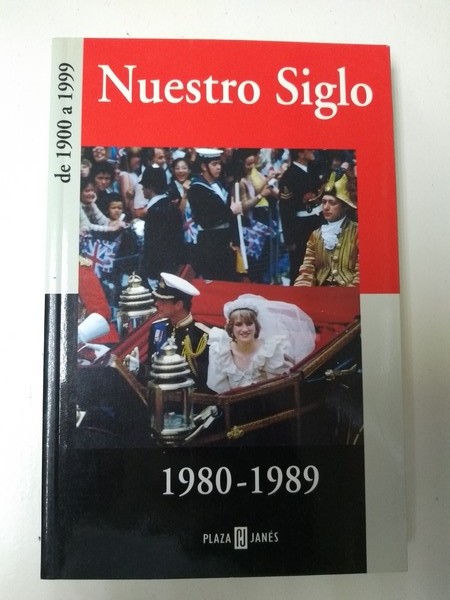 de 1900 a 1999
Nuestro Siglo
1980-1989
PLAZA JANÉS